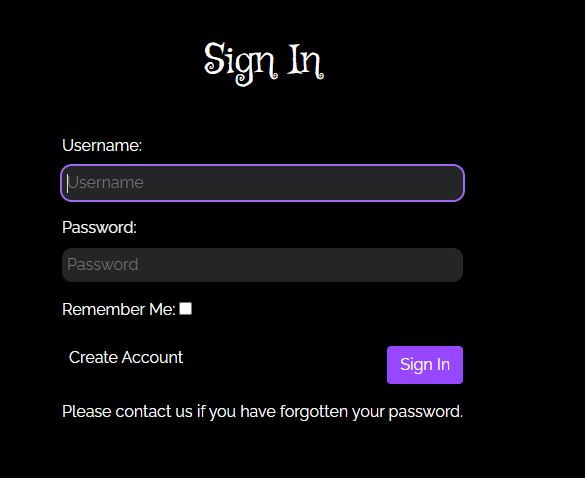 Sign In
Username:
Username
Password:
Password
Remember Me:
Create Account
Sign In
Please contact us if you have forgotten your password.